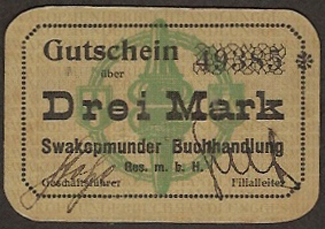 Gutschein 49385 *
über
Drei Mark
Swakopmunder Buchhandlung
Ges. m. b. H.
Geschäftsführer Filialleiter